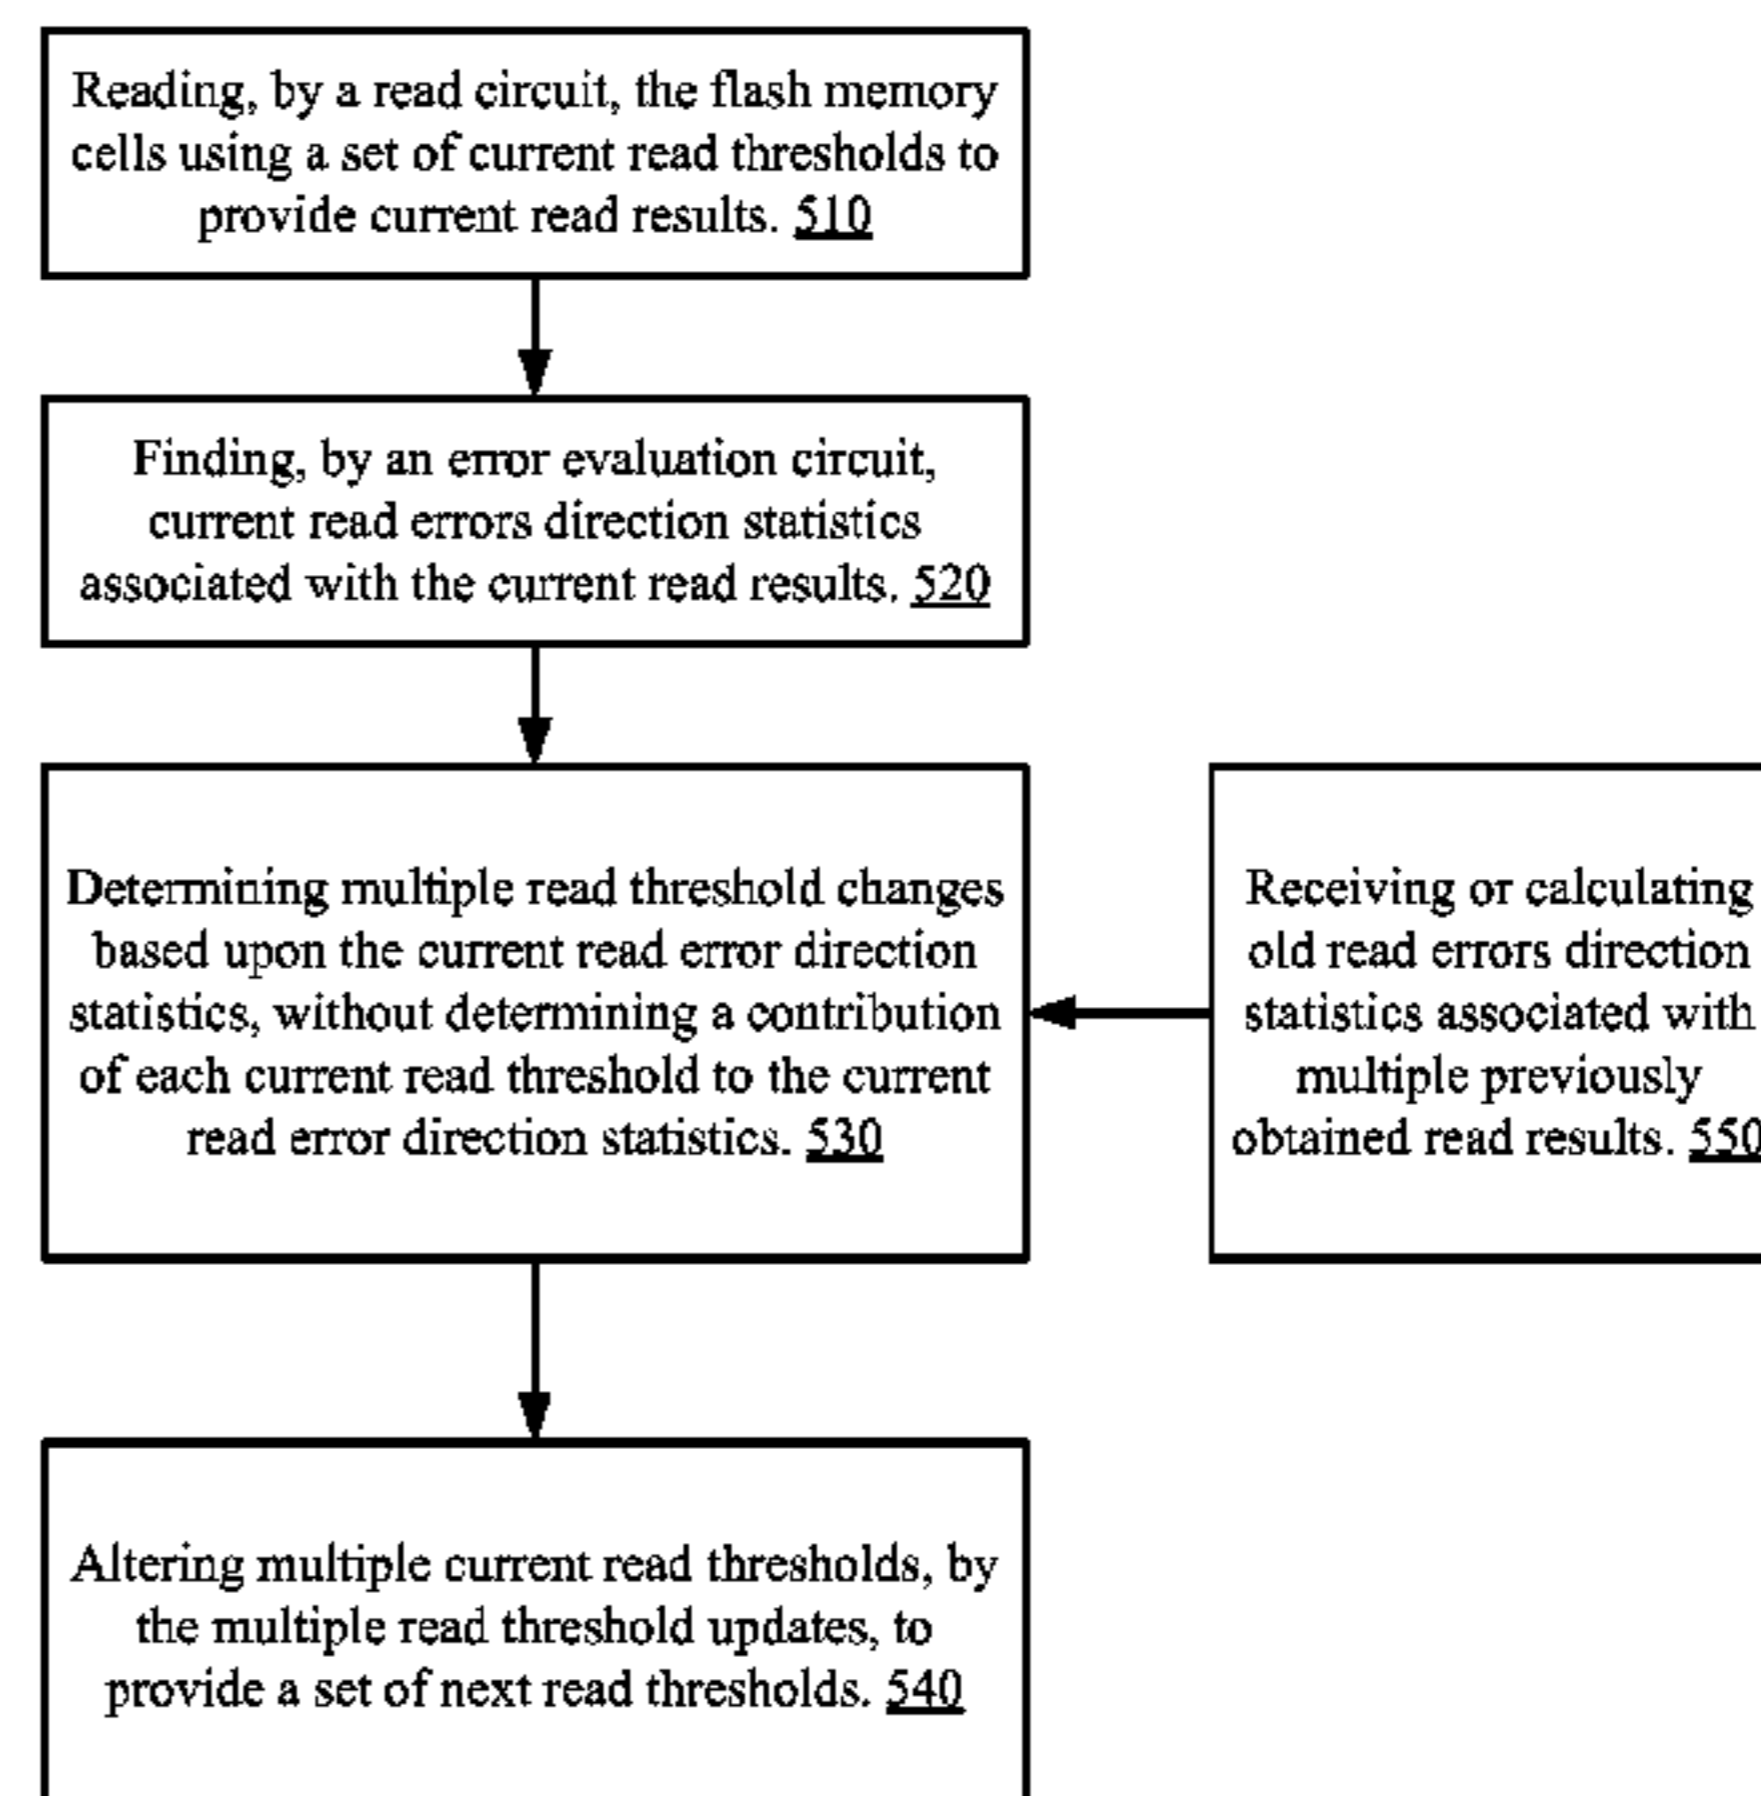 Reading, by a read circuit, the flash memory
cells using a set of current read thresholds to
provide current read results. 510
Finding, by an error evaluation circuit,
current read errors direction statistics
associated with the current read results. 520
Determining multiple read threshold changes
based upon the current read error direction
statistics, without determining a contribution
of each current read threshold to the current
read error direction statistics. 530
Receiving or calculating
old read errors direction
statistics associated with
multiple previously
obtained read results. 550
Altering multiple current read thresholds, by
the multiple read threshold updates, to
provide a set of next read thresholds. 540